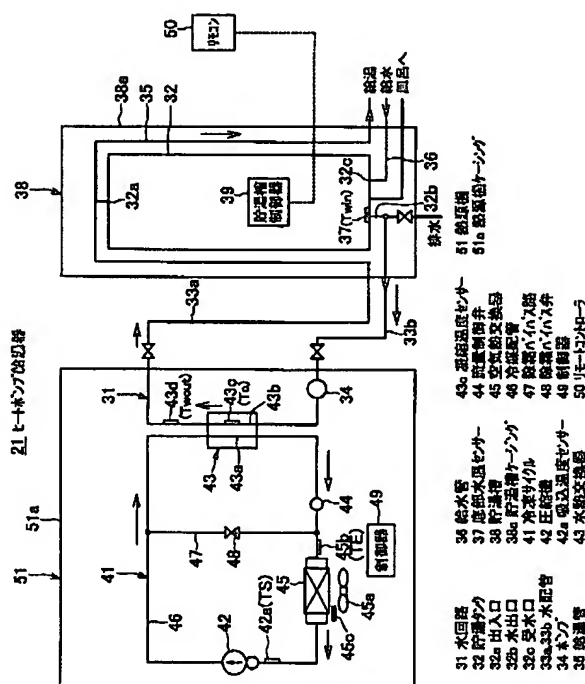 21 ヒートポンプ給湯器
51
51a
31
43d
(Twout)
43c(Tc)
43b
43
43a
34
33a
33b
38
38a
35
32
32a
39
貯湯槽
制御器
50
リモコン
給湯
給水
風呂へ
32c
36
37(Twin)
32b
排水
41
46
47
48
44
49
制御器
42
42a(TS)
45
45b
(TE)
45a
45c
31 水回路
32 貯湯タンク
32a 出入口
32b 水出口
32c 受水口
33a,33b 水配管
34 ポンプ
35 給湯管
36 給水管
37 底部水温センサー
38 貯湯槽
38a 貯湯槽ケーシング
41 冷凍サイクル
42 圧縮機
42a 吸込温度センサー
43 水熱交換器
43c 凝縮温度センサー
44 流量制御弁
45 空気熱交換器
46 冷媒配管
47 除霜バイパス路
48 除霜バイパス弁
49 制御器
50 リモートコントローラ
51 熱源機
51a 熱源機ケーシング